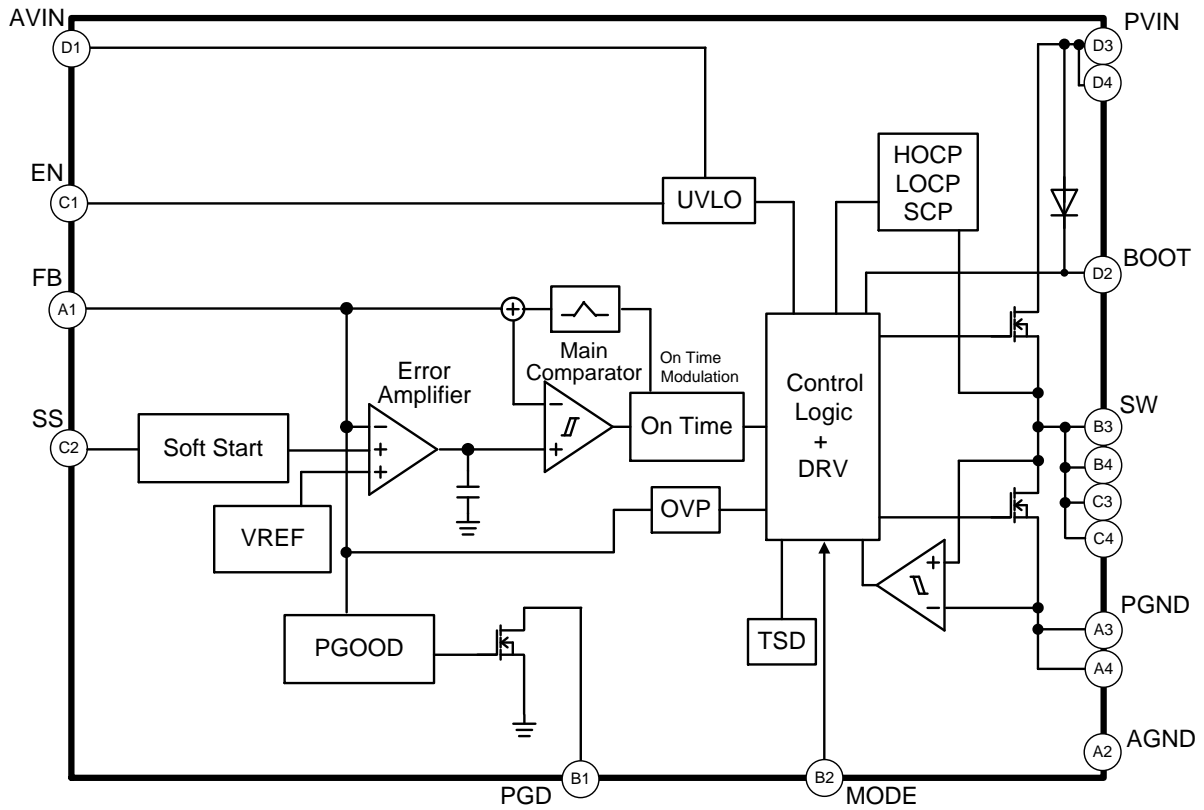 AVIN
PVIN
D1
D3
D4
HOCP
LOCP
SCP
EN
C1
UVLO
BOOT
D2
FB
A1
+
Main
Comparator
On Time
Modulation
Error
Amplifier
Control
Logic
+
DRV
SS
C2
Soft Start
−
+
+
−
+
On Time
SW
B3
B4
C3
C4
VREF
OVP
+
−
PGND
A3
A4
PGOOD
TSD
AGND
A2
PGD
B1
B2
MODE